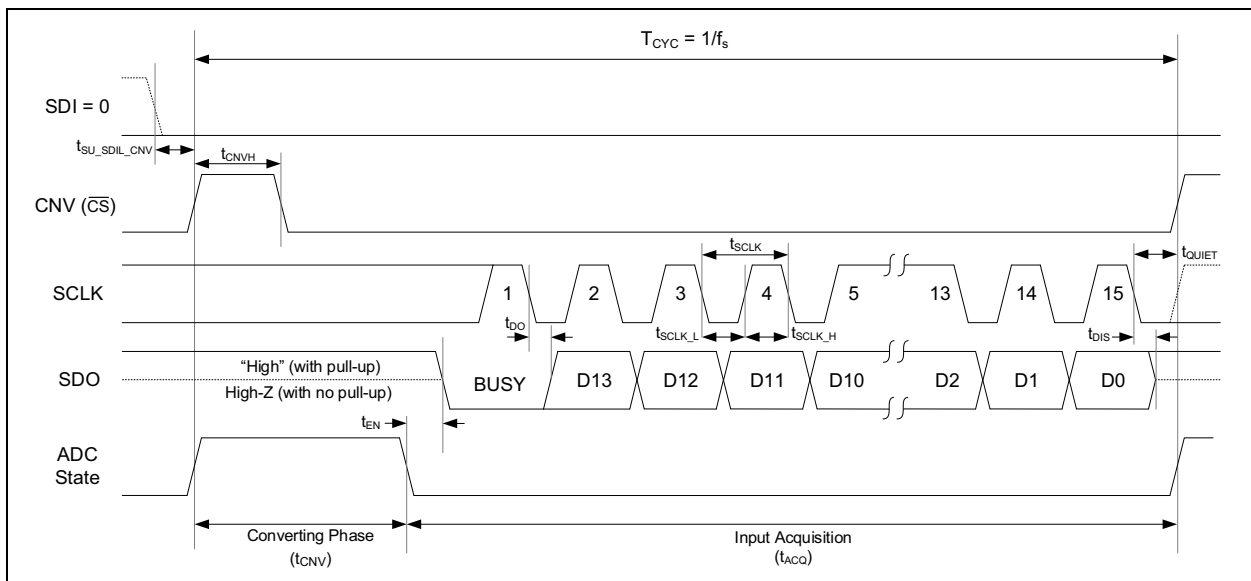 T_CYC = 1/f_s
SDI = 0
t_SU_SDIL_CNV
t_CNVH
CNV (C̅S̅)
t_SCLK
t_QUIET
SCLK
1 2 3 4 5 13 14 15
t_DO
t_SCLK_L
t_SCLK_H
t_DIS
SDO
“High” (with pull-up)
High-Z (with no pull-up)
BUSY D13 D12 D11 D10 D2 D1 D0
t_EN
ADC
State
Converting Phase
(t_CNV)
Input Acquisition
(t_ACQ)